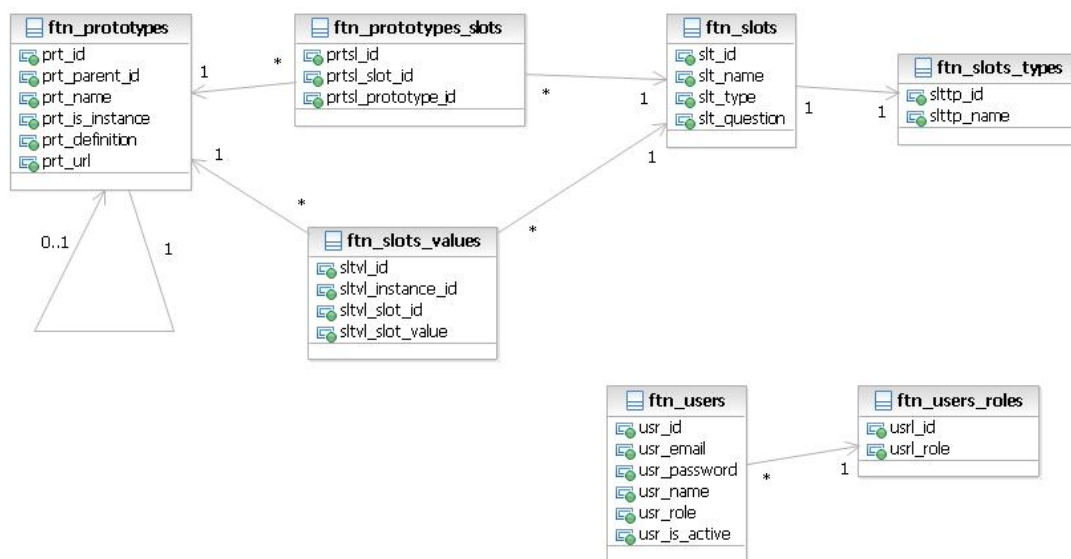 ftn_prototypes
prt_id
prt_parent_id
prt_name
prt_is_instance
prt_definition
prt_url
1
*
ftn_prototypes_slots
prtsl_id
prtsl_slot_id
prtsl_prototype_id
*
1
ftn_slots
slt_id
slt_name
slt_type
slt_question
1
1
ftn_slots_types
slttp_id
slttp_name
1
*
1
*
0..1
1
ftn_slots_values
sltvl_id
sltvl_instance_id
sltvl_slot_id
sltvl_slot_value
ftn_users
usr_id
usr_email
usr_password
usr_name
usr_role
usr_is_active
*
1
ftn_users_roles
usrl_id
usrl_role